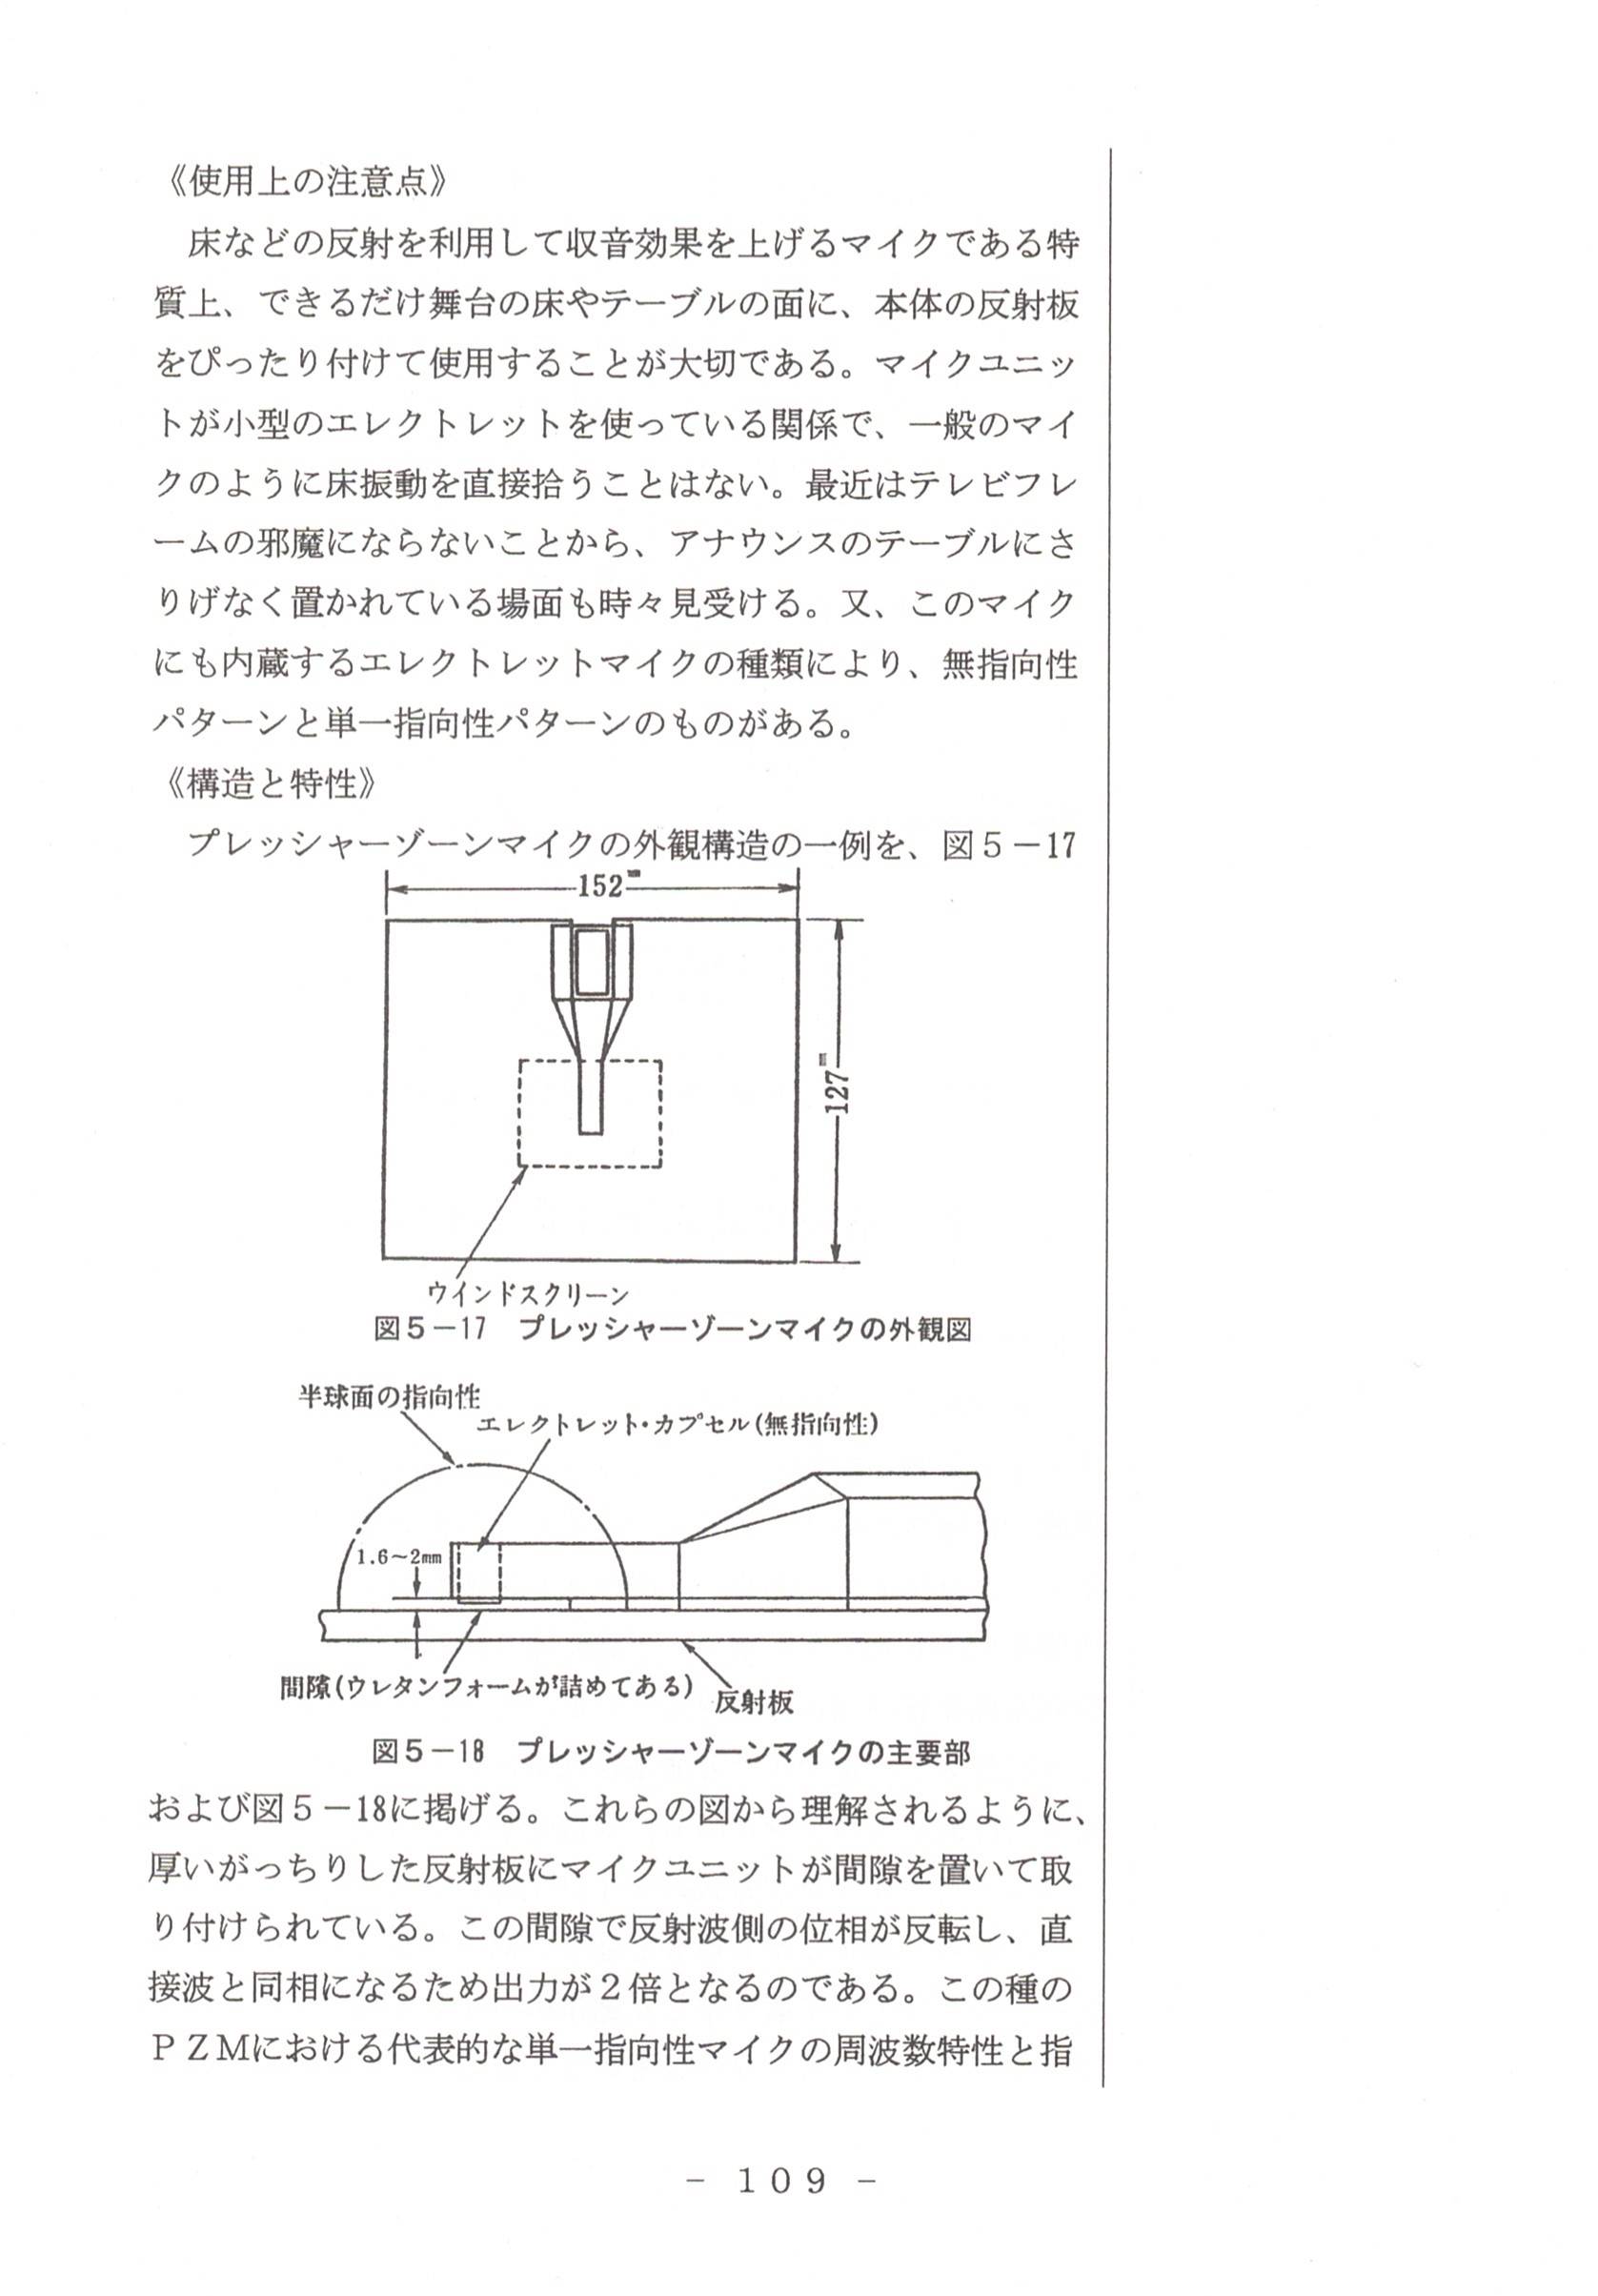 《使用上の注意点》
床などの反射を利用して収音効果を上げるマイクである特
質上、できるだけ舞台の床やテーブルの面に、本体の反射板
をぴったり付けて使用することが大切である。マイクユニッ
トが小型のエレクトレットを使っている関係で、一般のマイ
クのように床振動を直接拾うことはない。最近はテレビフレ
ームの邪魔にならないことから、アナウンスのテーブルにさ
りげなく置かれている場面も時々見受ける。又、このマイク
にも内蔵するエレクトレットマイクの種類により、無指向性
パターンと単一指向性パターンのものがある。
《構造と特性》
プレッシャーゾーンマイクの外観構造の一例を、図5－17
152mm
127mm
ウインドスクリーン
図5－17　プレッシャーゾーンマイクの外観図
半球面の指向性
エレクトレット・カプセル(無指向性)
1.6～2mm
間隙(ウレタンフォームが詰めてある)
反射板
図5－18　プレッシャーゾーンマイクの主要部
および図5－18に掲げる。これらの図から理解されるように、
厚いがっちりした反射板にマイクユニットが間隙を置いて取
り付けられている。この間隙で反射波側の位相が反転し、直
接波と同相になるため出力が2倍となるのである。この種の
PZMにおける代表的な単一指向性マイクの周波数特性と指
－ 109 －